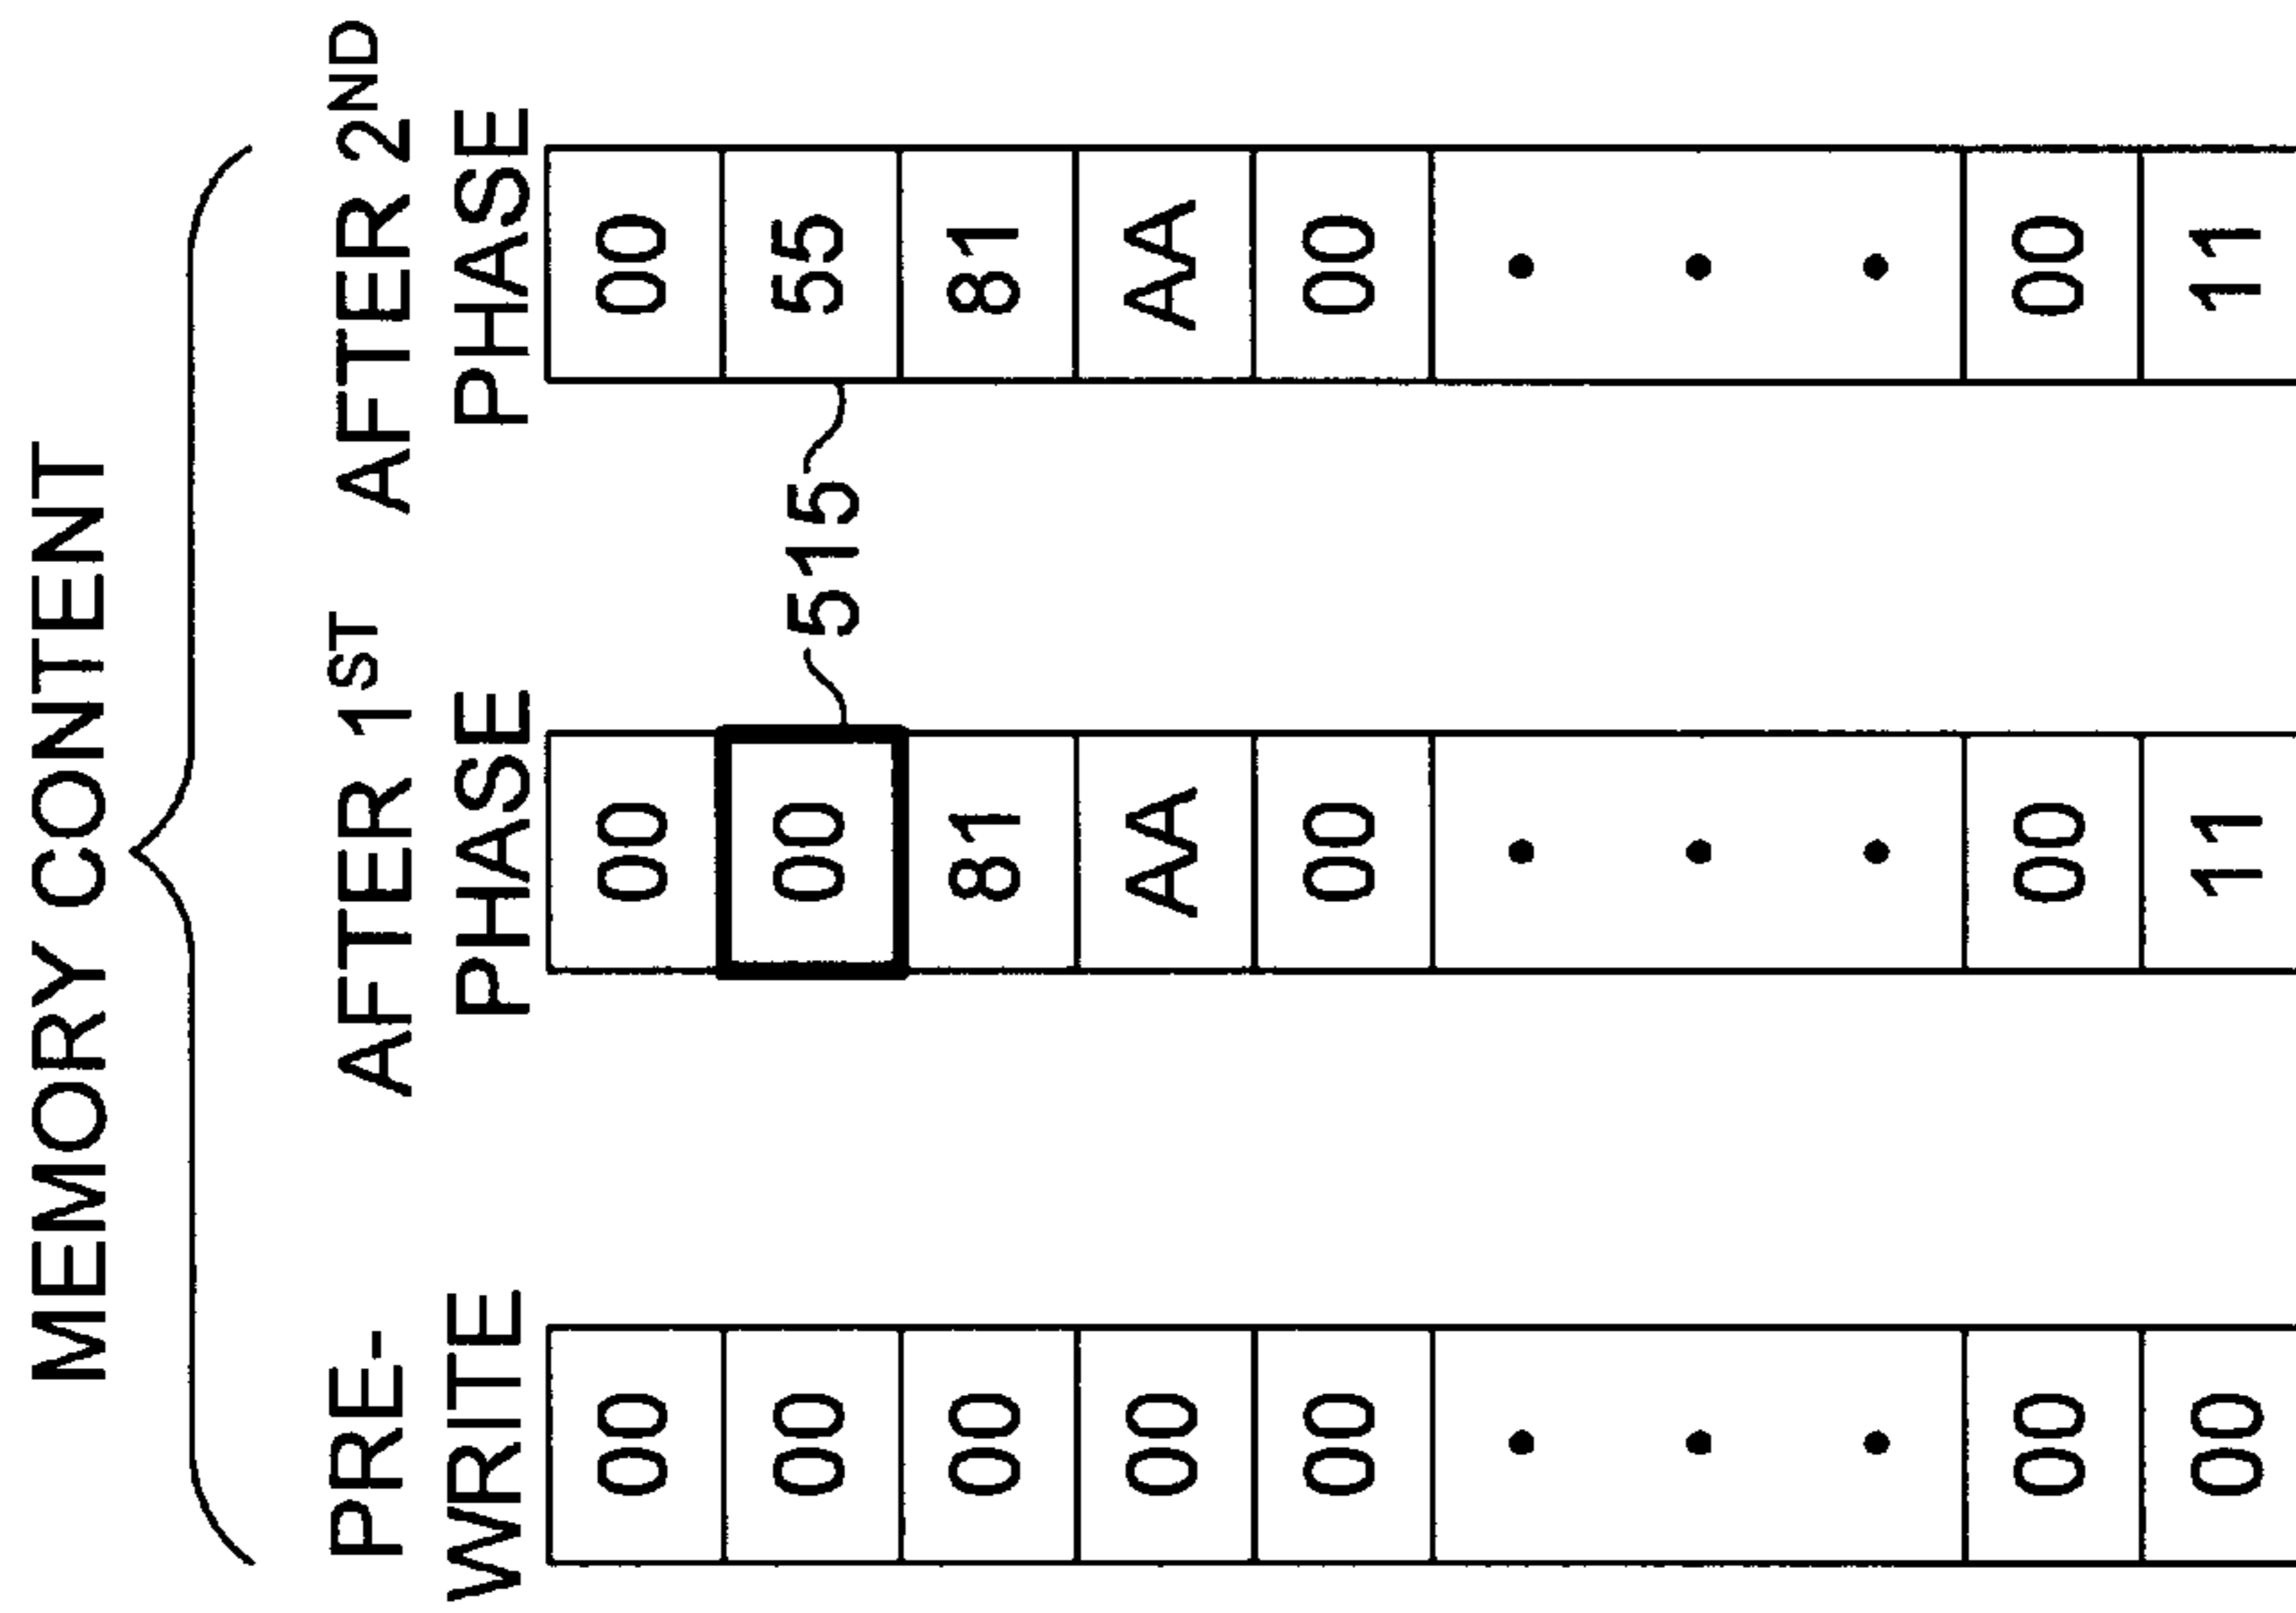 MEMORY CONTENT
PRE-WRITE AFTER 1ST PHASE AFTER 2ND PHASE
00 00 00
00 00 515 55
00 81 81
00 AA AA
00 00 00
00 00 00
00 11 11